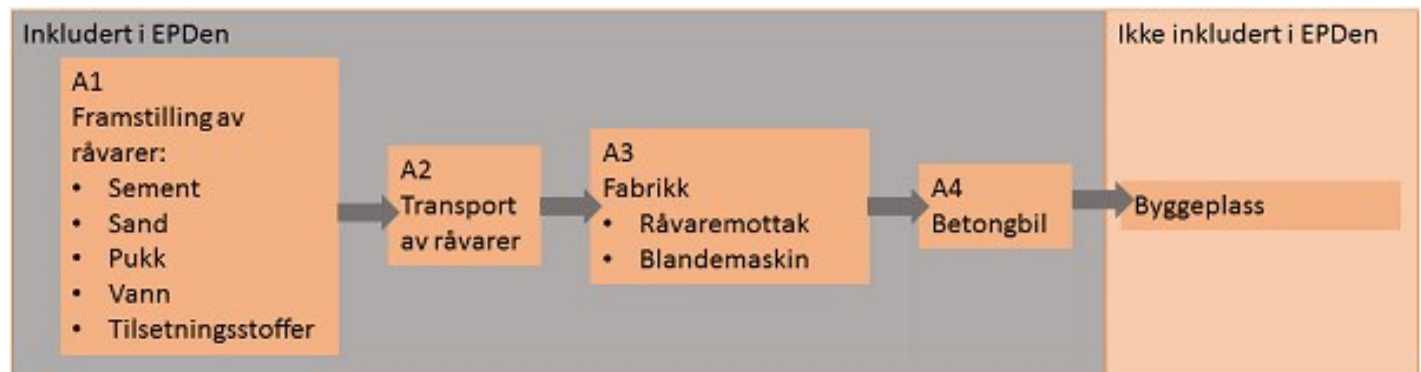 Inkludert i EPDen
Ikke inkludert i EPDen
A1
Framstilling av
råvarer:
• Sement
• Sand
• Pukk
• Vann
• Tilsetningsstoffer
A2
Transport
av råvarer
A3
Fabrikk
• Råvaremottak
• Blandemaskin
A4
Betongbil
Byggeplass